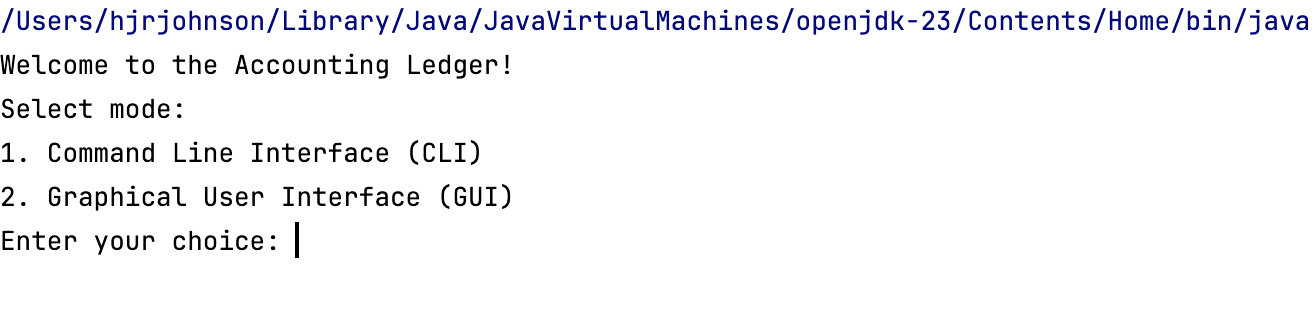 /Users/hjrjohnson/Library/Java/JavaVirtualMachines/openjdk-23/Contents/Home/bin/java
Welcome to the Accounting Ledger!
Select mode:
1. Command Line Interface (CLI)
2. Graphical User Interface (GUI)
Enter your choice: